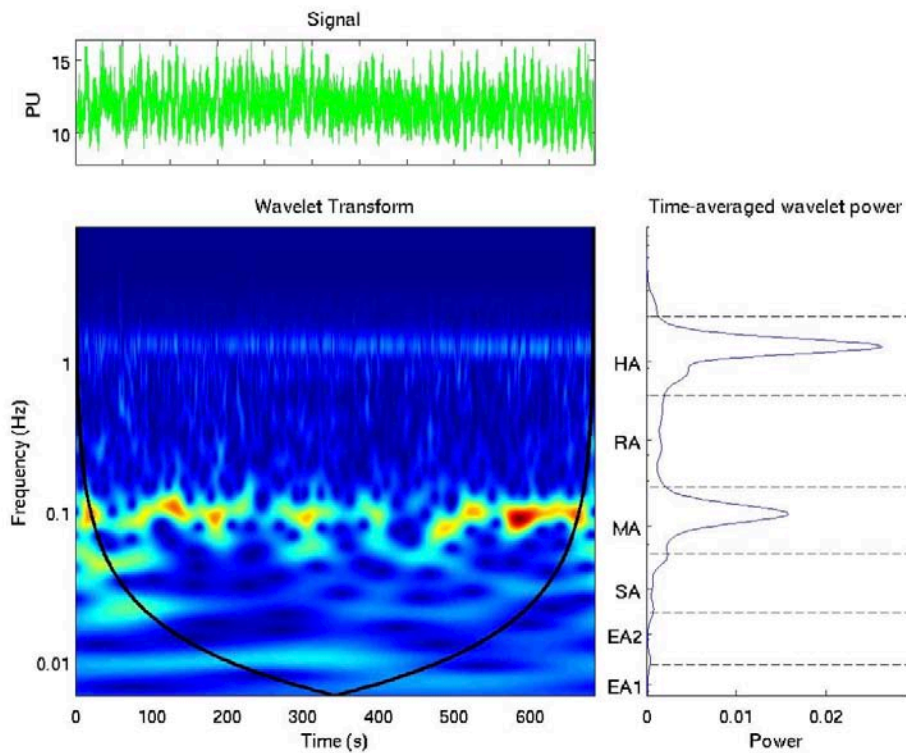 Signal
15
10
PU
Wavelet Transform
Time-averaged wavelet power
1
0.1
0.01
Frequency (Hz)
0 100 200 300 400 500 600
Time (s)
HA
RA
MA
SA
EA2
EA1
0 0.01 0.02
Power